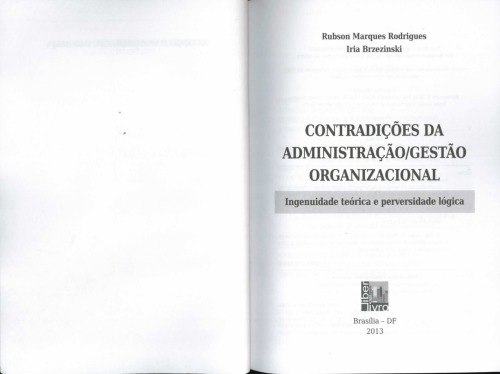 Rubson Marques Rodrigues
Iria Brzezinski
CONTRADIÇÕES DA
ADMINISTRAÇÃO/GESTÃO
ORGANIZACIONAL
Ingenuidade teórica e perversidade lógica
liber
livro
Brasília – DF
2013